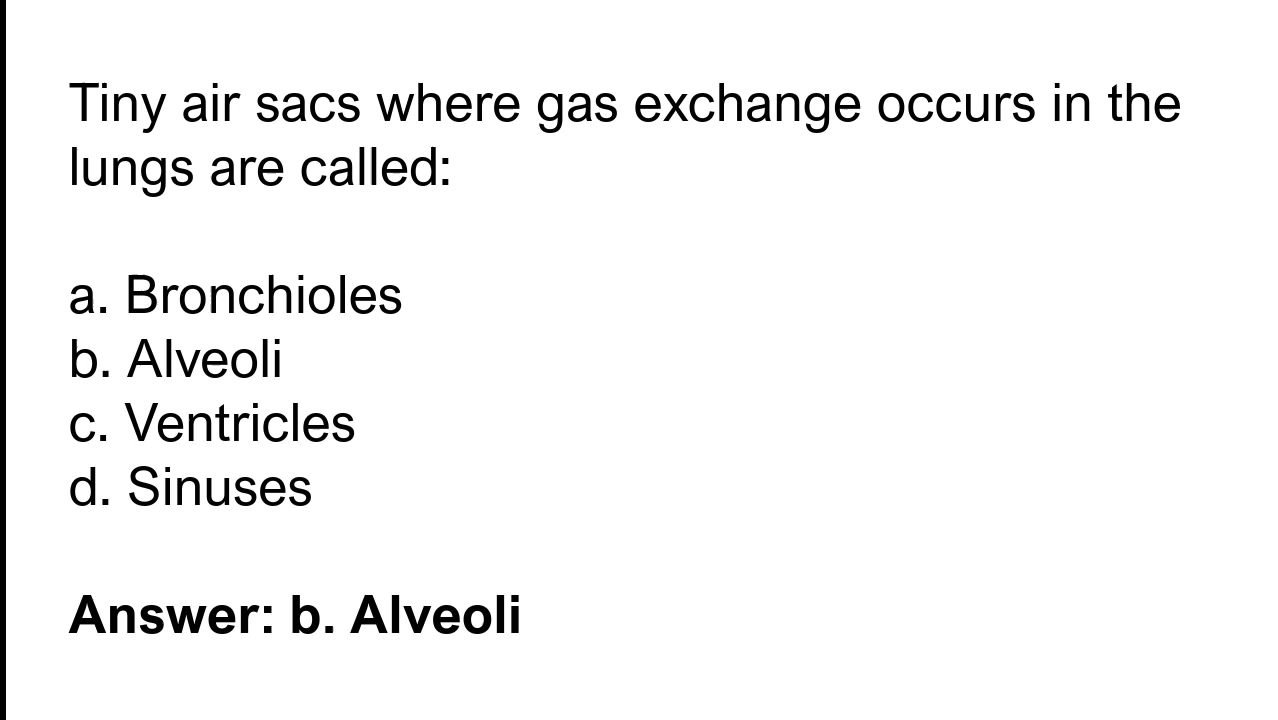 Tiny air sacs where gas exchange occurs in the
lungs are called:
a. Bronchioles
b. Alveoli
c. Ventricles
d. Sinuses
Answer: b. Alveoli